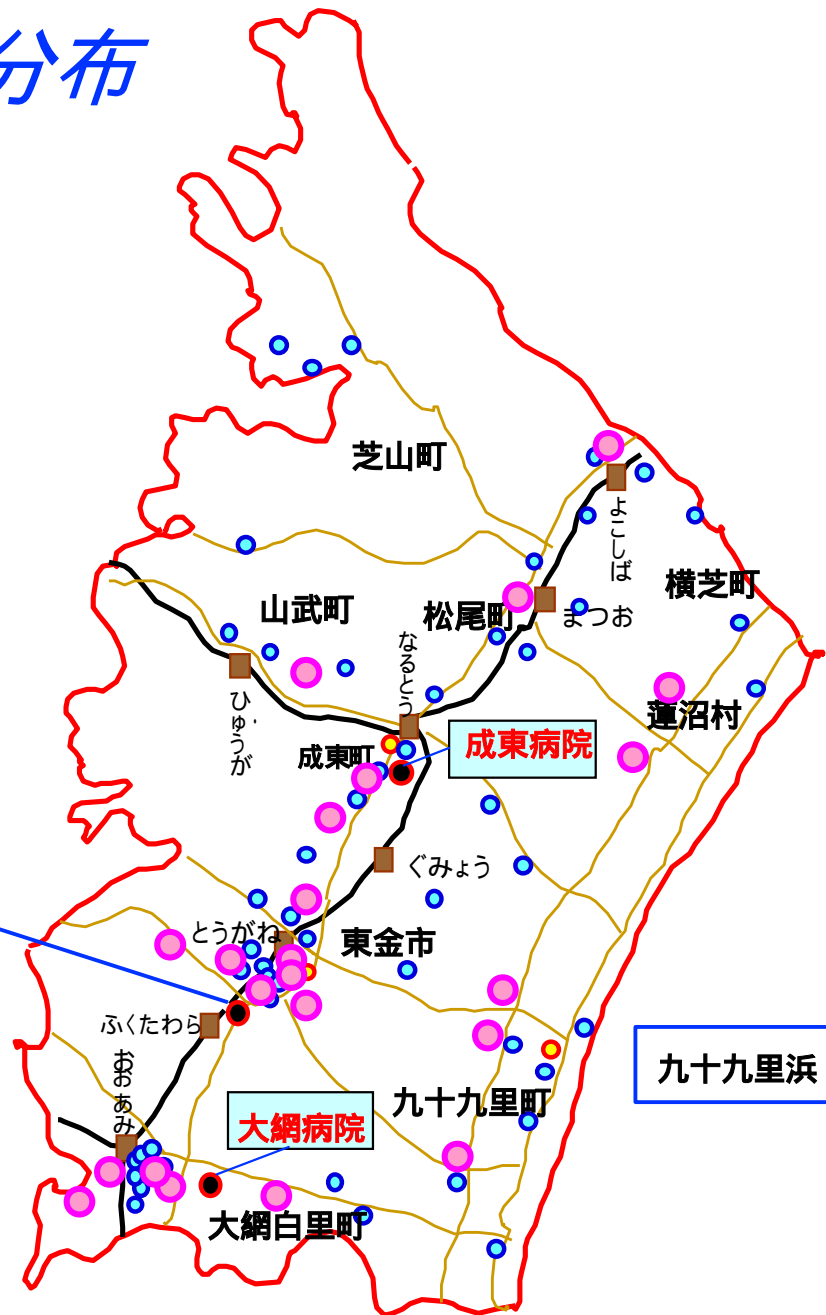 分布
芝山町
よこしば
横芝町
山武町
松尾町
まつお
なるとう
ひゅうが
蓮沼村
成東町
成東病院
ぐみょう
とうがね
東金市
ふくたわら
おおあみ
九十九里浜
九十九里町
大網病院
大網白里町